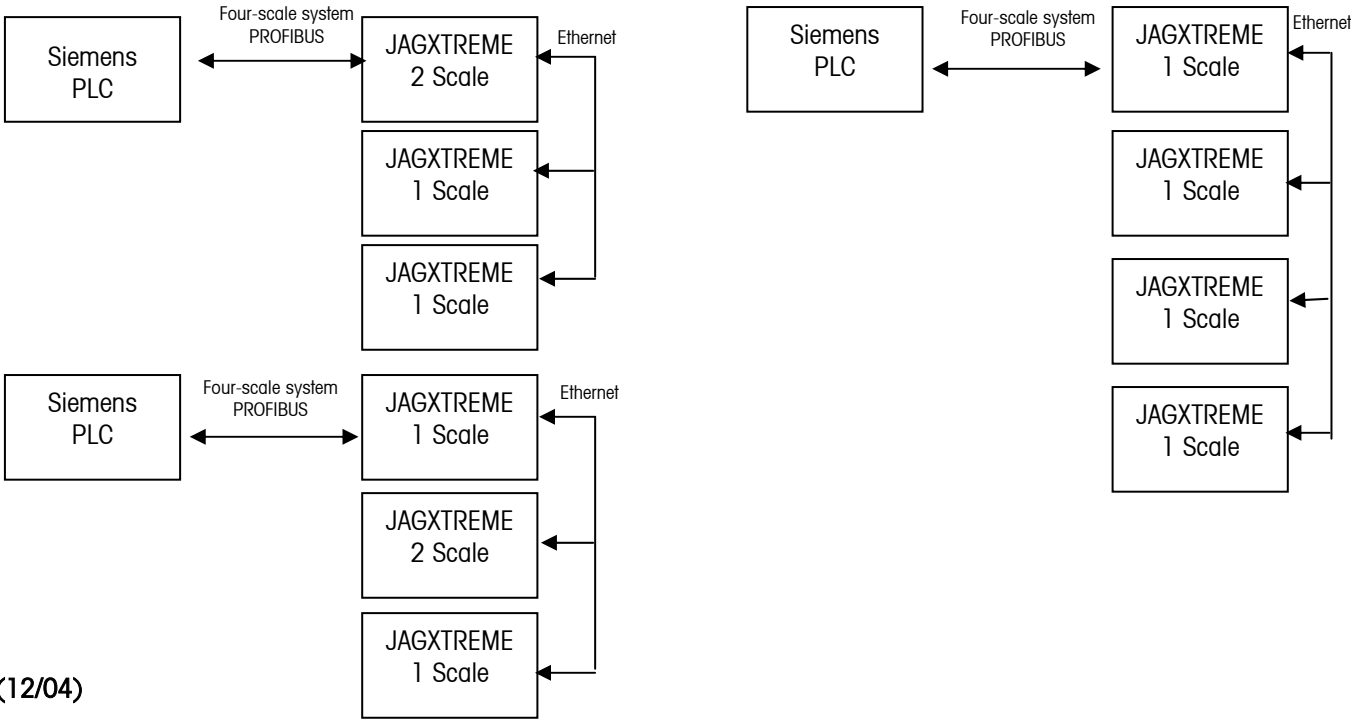 Siemens
PLC
Four-scale system
PROFIBUS
JAGXTREME
2 Scale
Ethernet
JAGXTREME
1 Scale
JAGXTREME
1 Scale
Siemens
PLC
Four-scale system
PROFIBUS
JAGXTREME
1 Scale
Ethernet
JAGXTREME
2 Scale
JAGXTREME
1 Scale
Siemens
PLC
Four-scale system
PROFIBUS
JAGXTREME
1 Scale
Ethernet
JAGXTREME
1 Scale
JAGXTREME
1 Scale
JAGXTREME
1 Scale
(12/04)